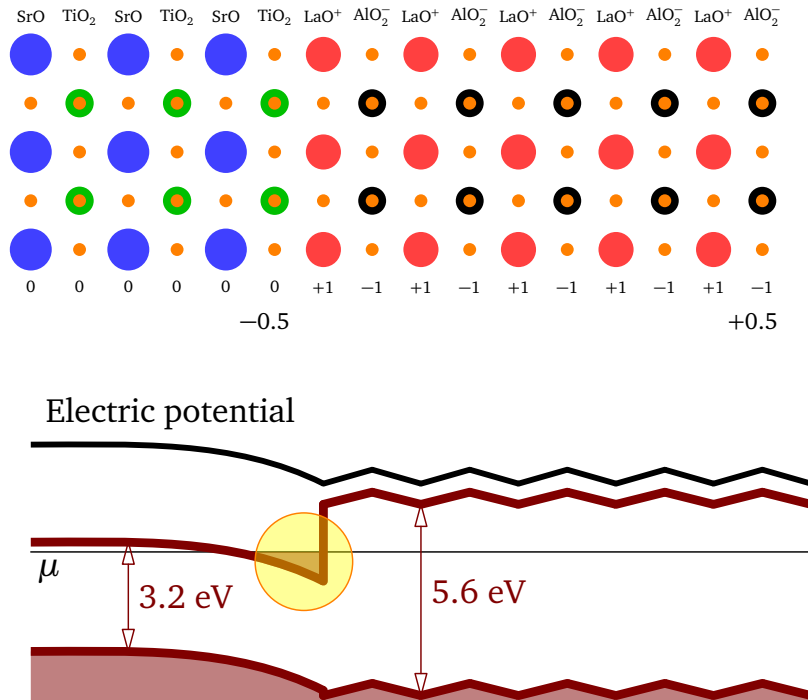 SrO TiO₂ SrO TiO₂ SrO TiO₂ LaO⁺ AlO₂⁻ LaO⁺ AlO₂⁻ LaO⁺ AlO₂⁻ LaO⁺ AlO₂⁻ LaO⁺ AlO₂⁻
0 0 0 0 0 0 +1 −1 +1 −1 +1 −1 +1 −1 +1 −1
−0.5 +0.5
Electric potential
μ
3.2 eV 5.6 eV